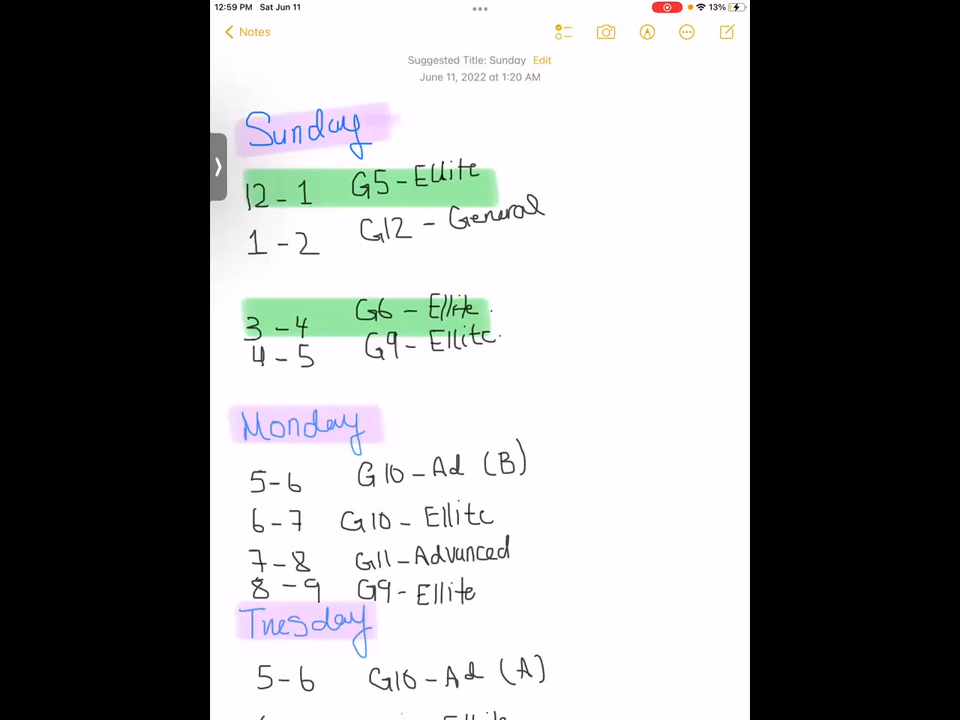 12:59 PM Sat Jun 11
13%
Notes
Suggested Title: Sunday Edit
June 11, 2022 at 1:20 AM
Sunday
12 - 1 G5 - Ellite
1 - 2 G12 - General
3 - 4 G6 - Ellite.
4 - 5 G9 - Ellite.
Monday
5 - 6 G10 - Ad (B)
6 - 7 G10 - Ellite
7 - 8 G11 - Advanced
8 - 9 G9 - Ellite
Tuesday
5 - 6 G10 - Ad (A)